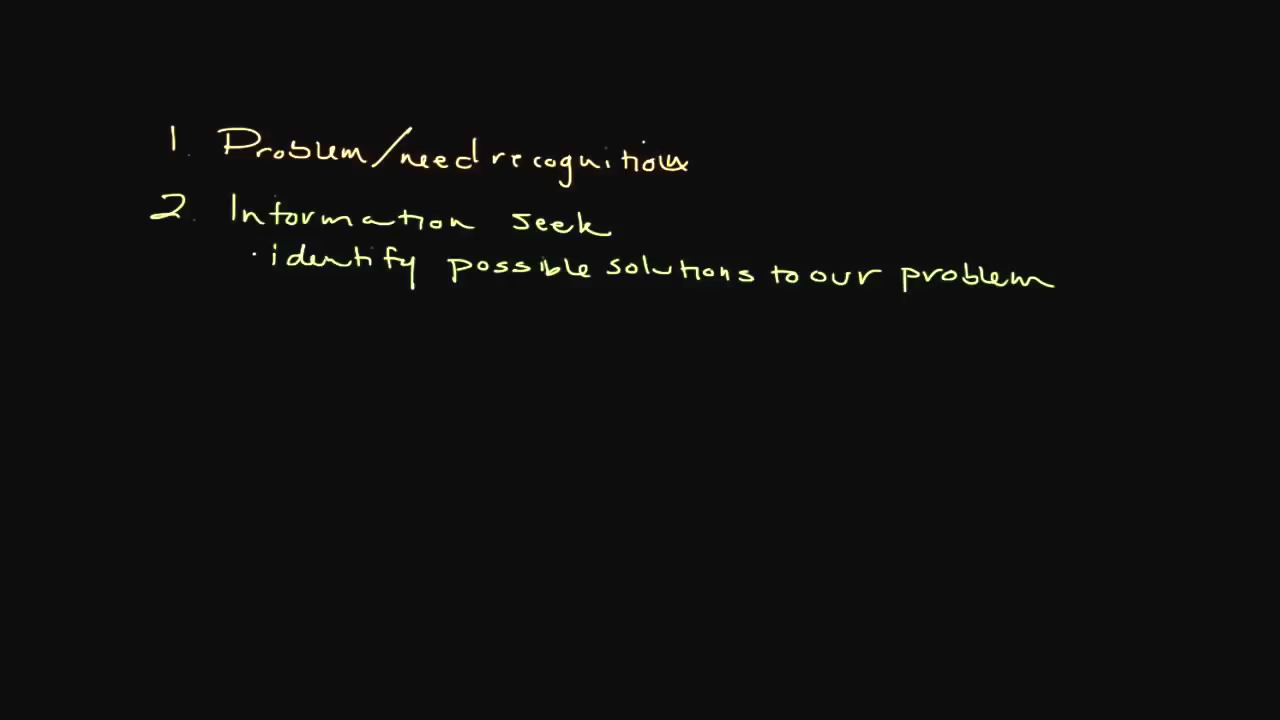 1. Problem/need recognition
2. Information seek
· identify possible solutions to our problem